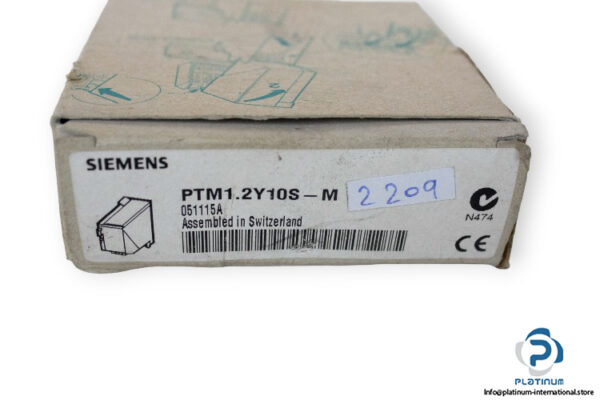 SIEMENS
PTM1.2Y10S-M
2209
051115A
Assembled in Switzerland
N474
CE
PLATINUM
Info@platinum-international.store